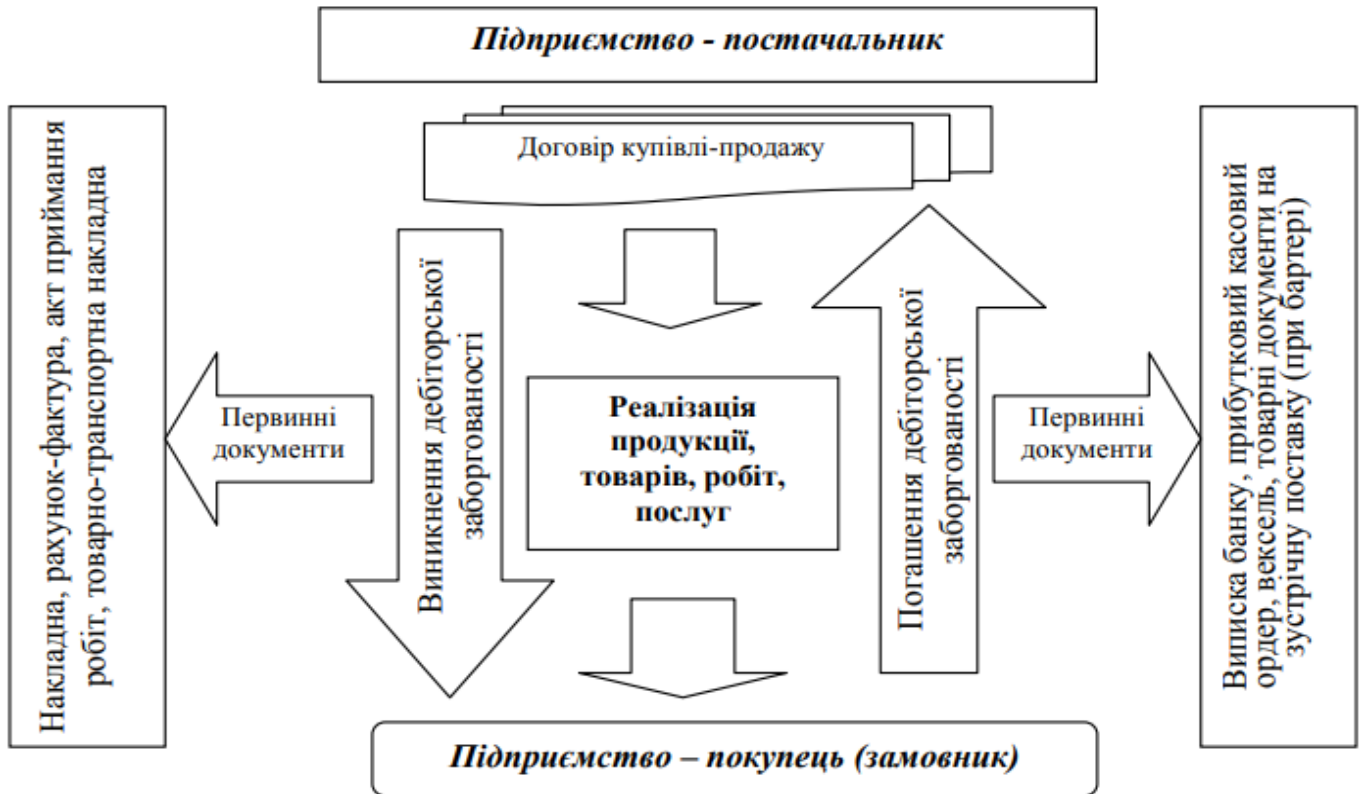 Підприємство - постачальник
Договір купівлі-продажу
Накладна, рахунок-фактура, акт приймання
робіт, товарно-транспортна накладна
Первинні
документи
Виникнення дебіторської
заборгованості
Реалізація
продукції,
товарів, робіт,
послуг
Погашення дебіторської
заборгованості
Первинні
документи
Виписка банку, прибутковий касовий
ордер, вексель, товарні документи на
зустрічну поставку (при бартері)
Підприємство – покупець (замовник)